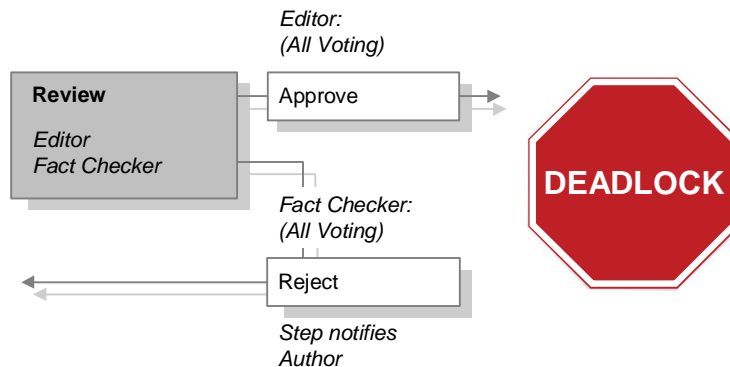 Editor:
(All Voting)
Review
Approve
Editor
Fact Checker
DEADLOCK
Fact Checker:
(All Voting)
Reject
Step notifies
Author